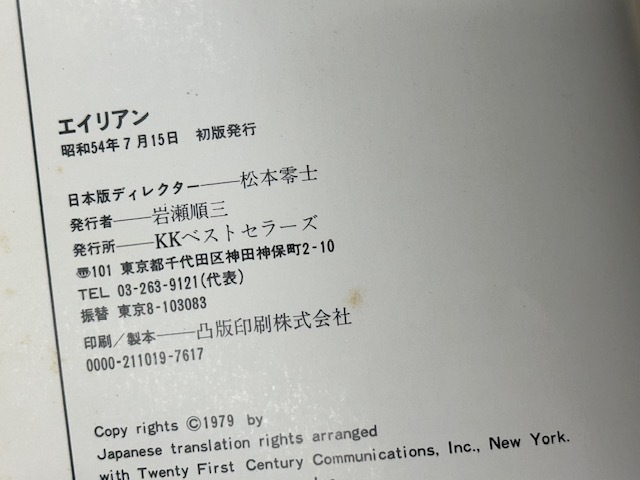 エイリアン
昭和54年7月15日 初版発行
日本版ディレクター——松本零士
発行者——岩瀬順三
発行所——KKベストセラーズ
〠101 東京都千代田区神田神保町2-10
TEL 03-263-9121(代表)
振替 東京8-103083
印刷/製本——凸版印刷株式会社
0000-211019-7617
Copy rights ©1979 by
Japanese translation rights arranged
with Twenty First Century Communications, Inc., New York.